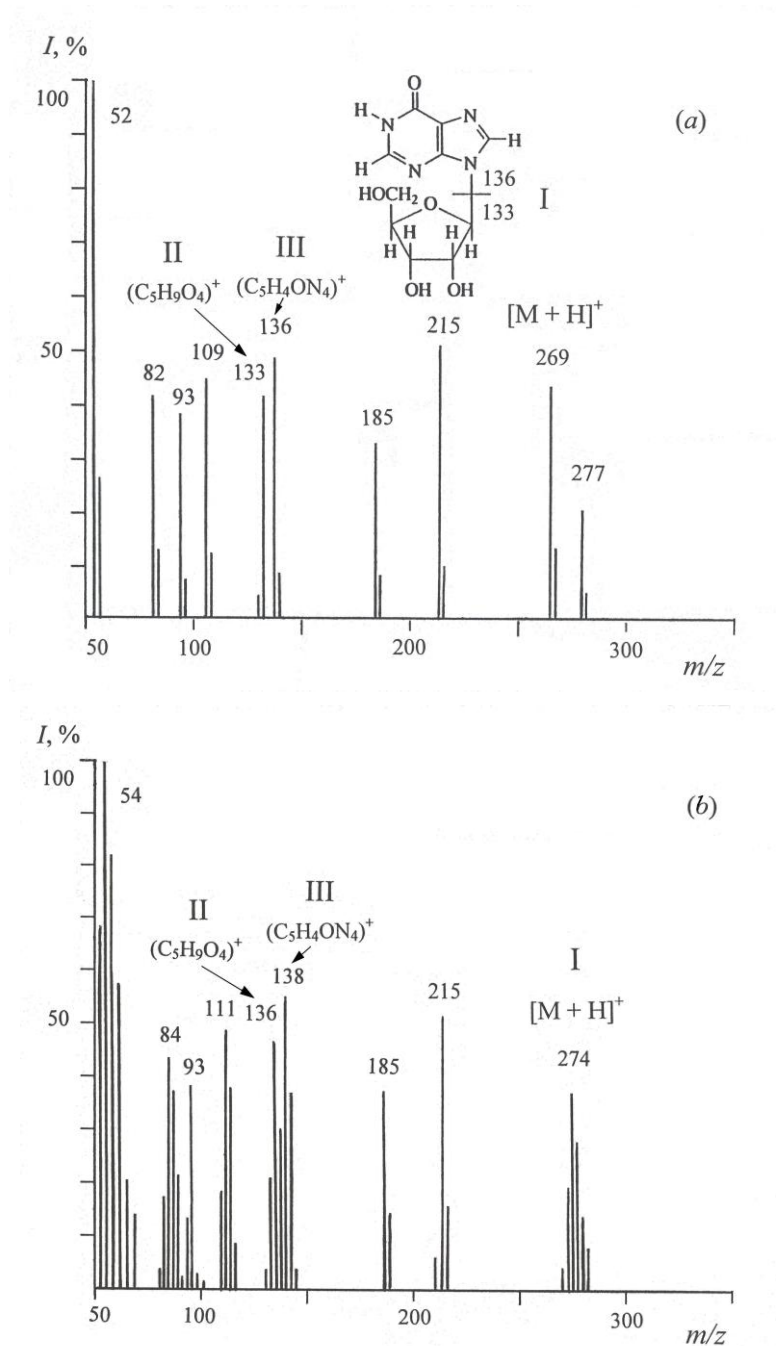 I, %
100
52
(a)
O
H
N
N
H
N
N
H
136
133
I
HOCH₂
O
H
H
H
H
OH
OH
II
(C₅H₉O₄)⁺
III
(C₅H₄ON₄)⁺
136
133
109
82
93
50
185
215
[M + H]⁺
269
277
50
100
200
300
m/z
I, %
100
54
(b)
III
(C₅H₄ON₄)⁺
II
(C₅H₉O₄)⁺
138
136
111
84
93
50
185
215
I
[M + H]⁺
274
50
100
200
300
m/z